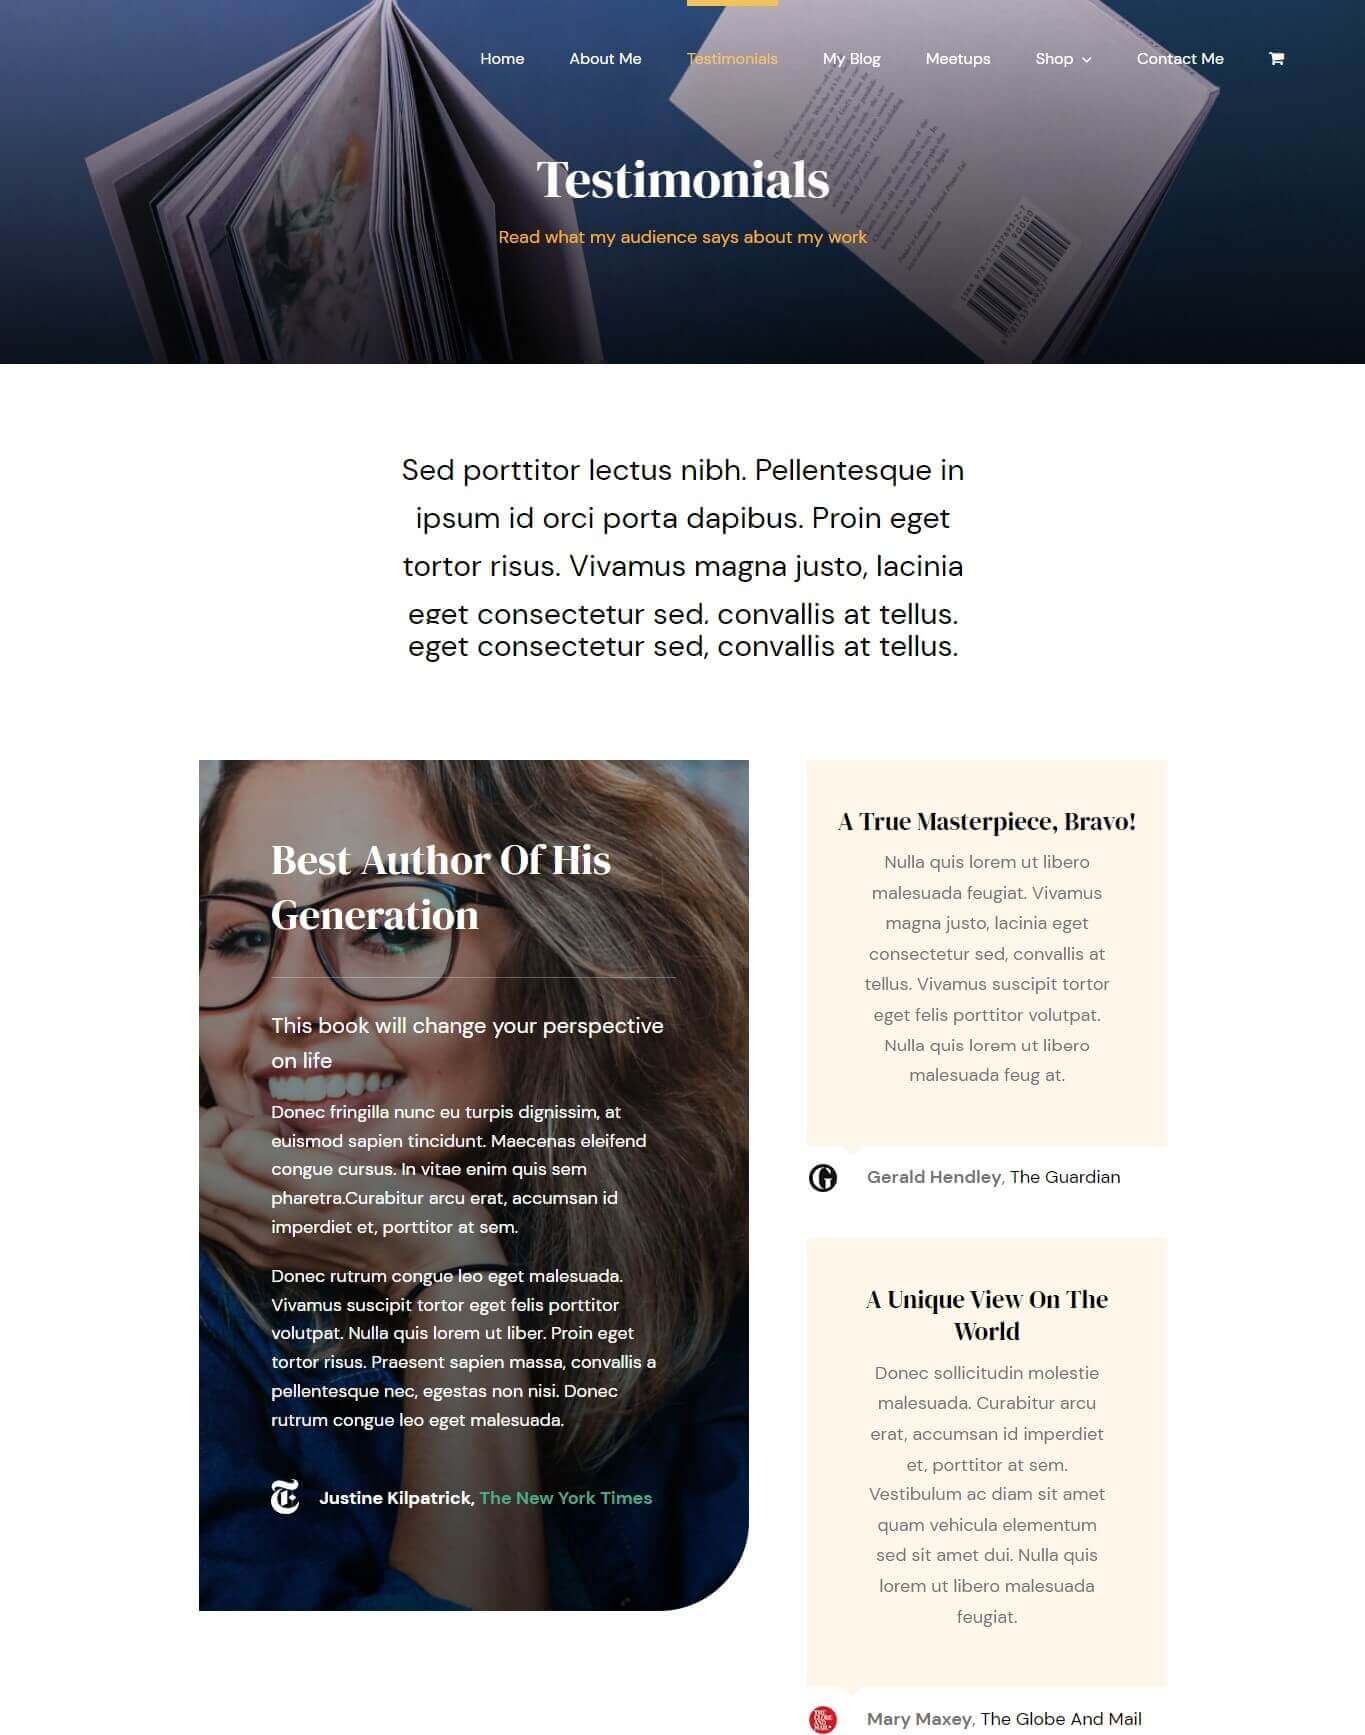 Home About Me Testimonials My Blog Meetups Shop Contact Me
Testimonials
Read what my audience says about my work
Sed porttitor lectus nibh. Pellentesque in
ipsum id orci porta dapibus. Proin eget
tortor risus. Vivamus magna justo, lacinia
eget consectetur sed, convallis at tellus.
eget consectetur sed, convallis at tellus.
Best Author Of His
Generation
This book will change your perspective
on life
Donec fringilla nunc eu turpis dignissim, at
euismod sapien tincidunt. Maecenas eleifend
congue cursus. In vitae enim quis sem
pharetra.Curabitur arcu erat, accumsan id
imperdiet et, porttitor at sem.
Donec rutrum congue leo eget malesuada.
Vivamus suscipit tortor eget felis porttitor
volutpat. Nulla quis lorem ut liber. Proin eget
tortor risus. Praesent sapien massa, convallis a
pellentesque nec, egestas non nisi. Donec
rutrum congue leo eget malesuada.
Justine Kilpatrick, The New York Times
A True Masterpiece, Bravo!
Nulla quis lorem ut libero
malesuada feugiat. Vivamus
magna justo, lacinia eget
consectetur sed, convallis at
tellus. Vivamus suscipit tortor
eget felis porttitor volutpat.
Nulla quis lorem ut libero
malesuada feug at.
G
Gerald Hendley, The Guardian
A Unique View On The
World
Donec sollicitudin molestie
malesuada. Curabitur arcu
erat, accumsan id imperdiet
et, porttitor at sem.
Vestibulum ac diam sit amet
quam vehicula elementum
sed sit amet dui. Nulla quis
lorem ut libero malesuada
feugiat.
THE
GLOBE
AND
MAIL
Mary Maxey, The Globe And Mail